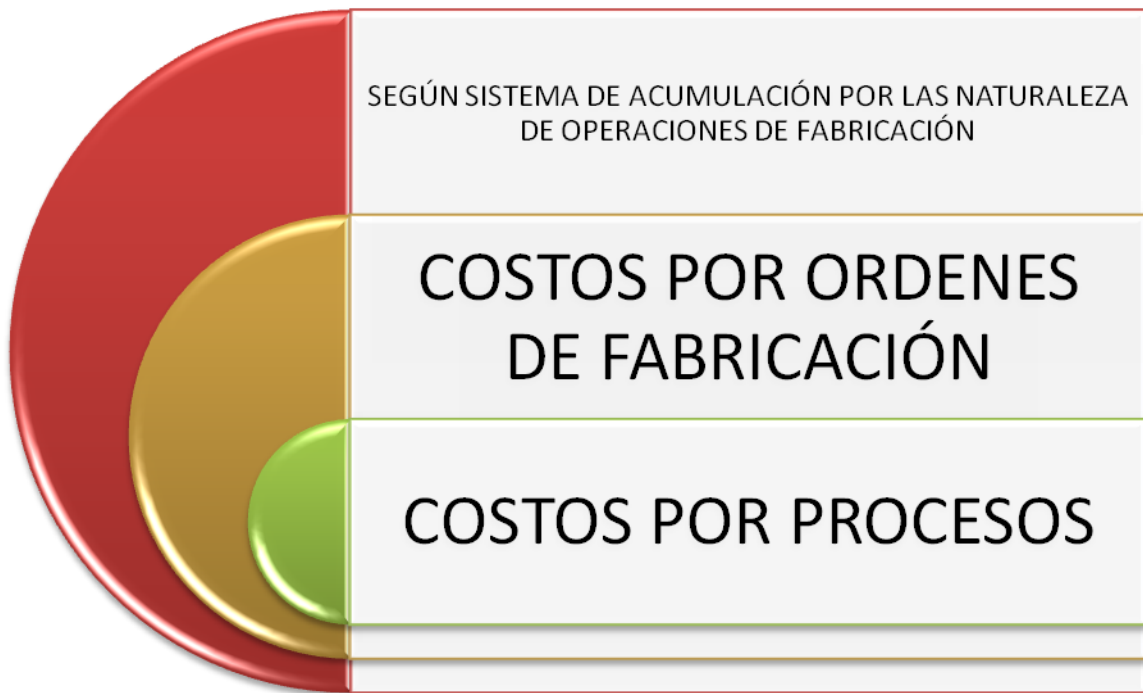 SEGÚN SISTEMA DE ACUMULACIÓN POR LAS NATURALEZA
DE OPERACIONES DE FABRICACIÓN
COSTOS POR ORDENES
DE FABRICACIÓN
COSTOS POR PROCESOS